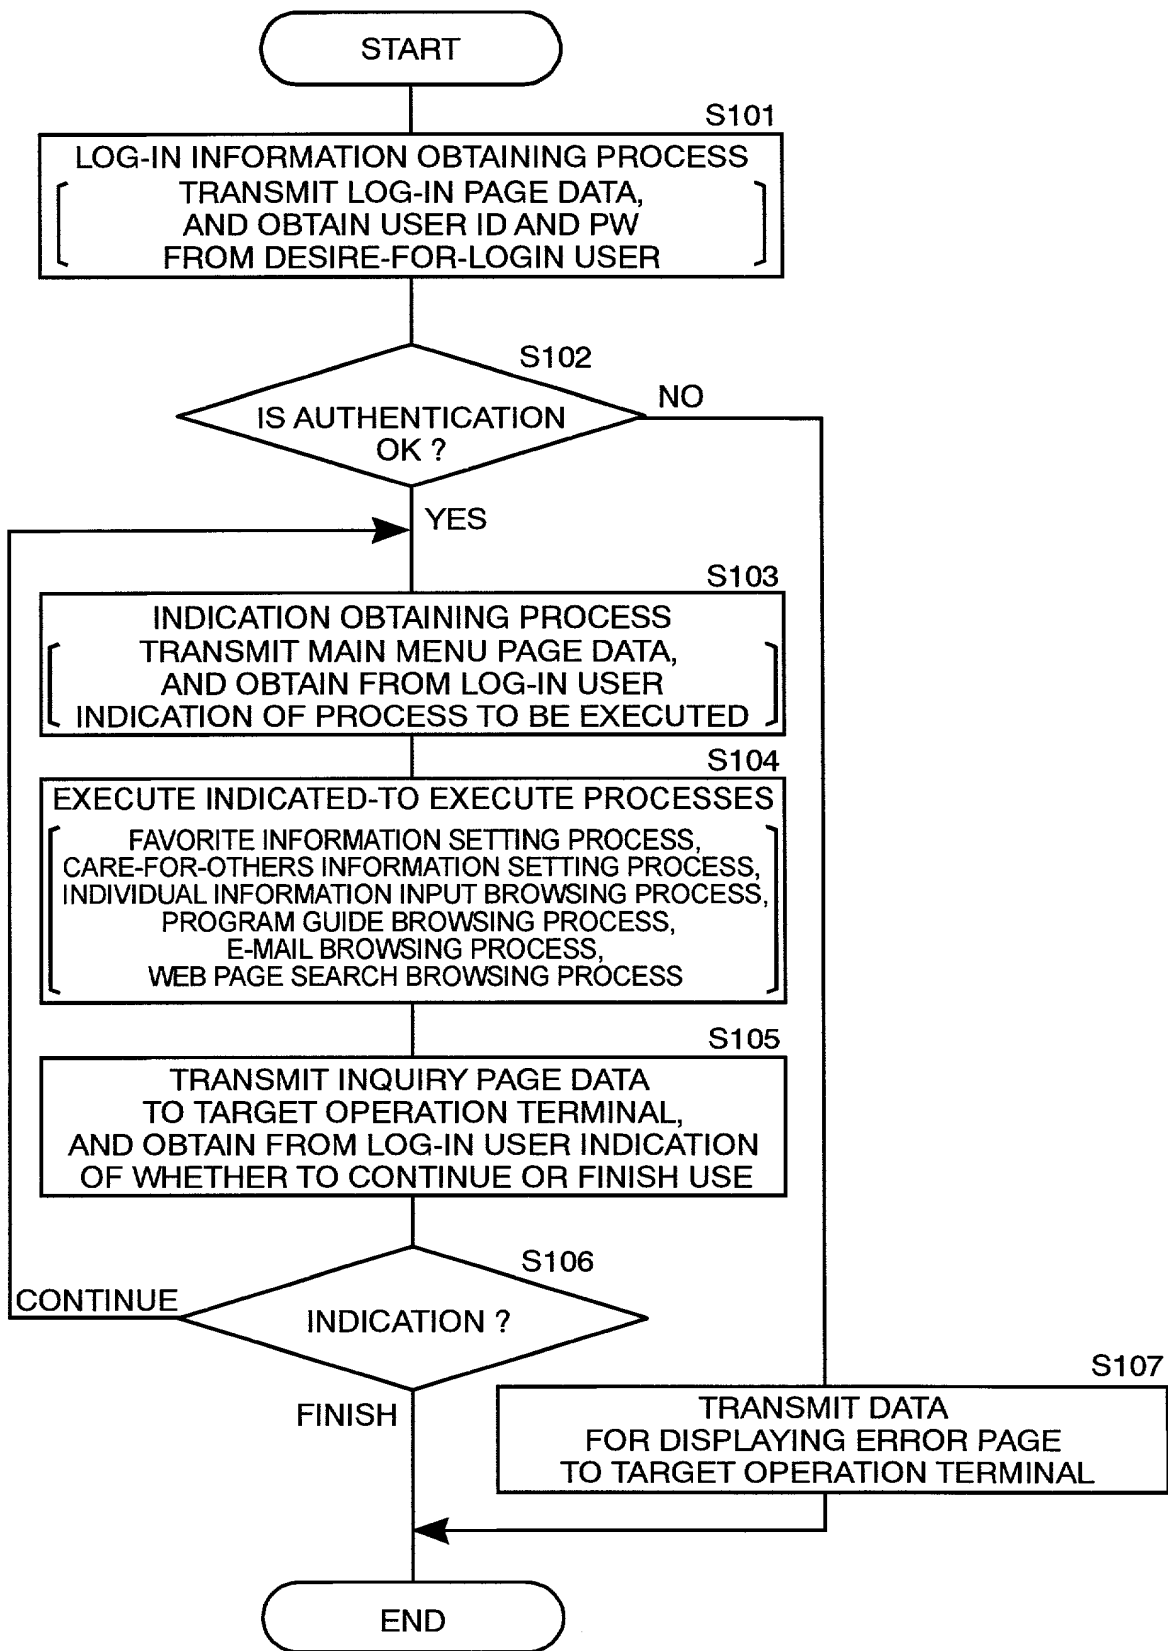 START
S101
LOG-IN INFORMATION OBTAINING PROCESS
TRANSMIT LOG-IN PAGE DATA,
AND OBTAIN USER ID AND PW
FROM DESIRE-FOR-LOGIN USER
S102
IS AUTHENTICATION
OK ?
NO
YES
S103
INDICATION OBTAINING PROCESS
TRANSMIT MAIN MENU PAGE DATA,
AND OBTAIN FROM LOG-IN USER
INDICATION OF PROCESS TO BE EXECUTED
S104
EXECUTE INDICATED-TO EXECUTE PROCESSES
FAVORITE INFORMATION SETTING PROCESS,
CARE-FOR-OTHERS INFORMATION SETTING PROCESS,
INDIVIDUAL INFORMATION INPUT BROWSING PROCESS,
PROGRAM GUIDE BROWSING PROCESS,
E-MAIL BROWSING PROCESS,
WEB PAGE SEARCH BROWSING PROCESS
S105
TRANSMIT INQUIRY PAGE DATA
TO TARGET OPERATION TERMINAL,
AND OBTAIN FROM LOG-IN USER INDICATION
OF WHETHER TO CONTINUE OR FINISH USE
S106
CONTINUE
INDICATION ?
FINISH
S107
TRANSMIT DATA
FOR DISPLAYING ERROR PAGE
TO TARGET OPERATION TERMINAL
END